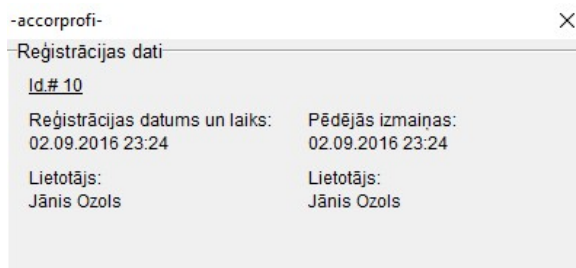 -accorprofi-
Reģistrācijas dati
Id.# 10
Reģistrācijas datums un laiks:
02.09.2016 23:24
Lietotājs:
Jānis Ozols
Pēdējās izmaiņas:
02.09.2016 23:24
Lietotājs:
Jānis Ozols